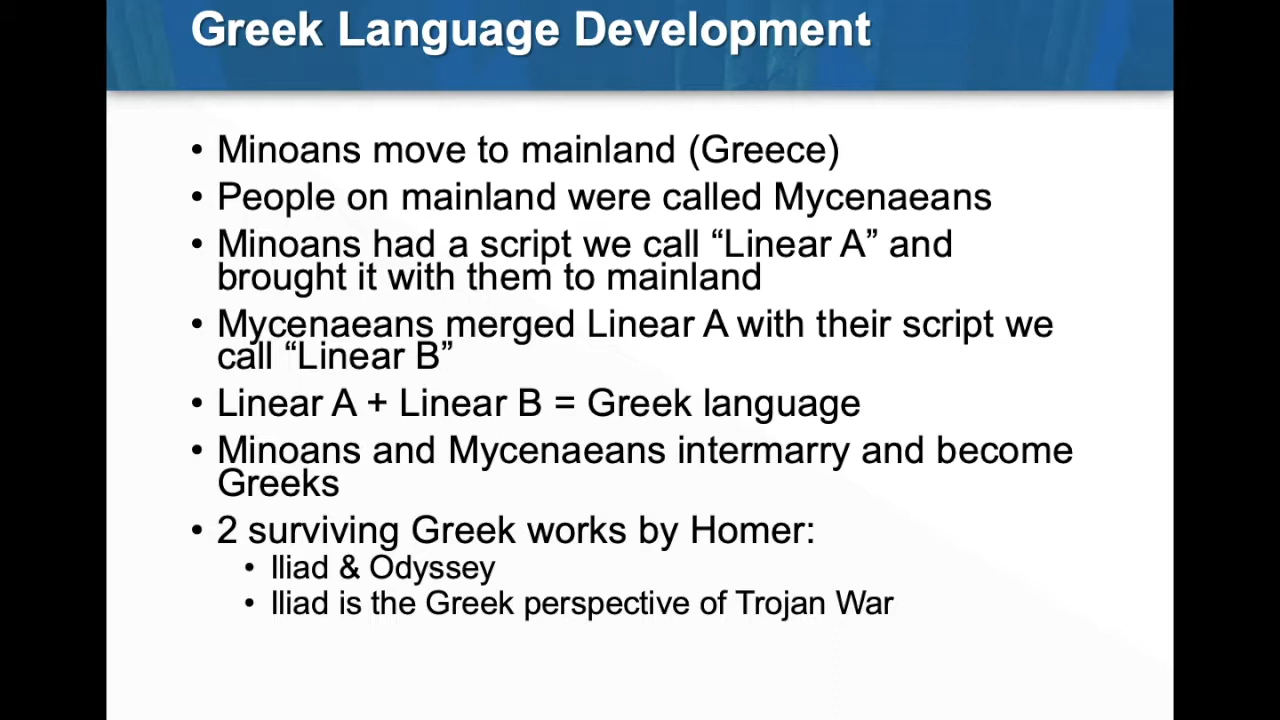 Greek Language Development
• Minoans move to mainland (Greece)
• People on mainland were called Mycenaeans
• Minoans had a script we call “Linear A” and
brought it with them to mainland
• Mycenaeans merged Linear A with their script we
call “Linear B”
• Linear A + Linear B = Greek language
• Minoans and Mycenaeans intermarry and become
Greeks
• 2 surviving Greek works by Homer:
• Iliad & Odyssey
• Iliad is the Greek perspective of Trojan War